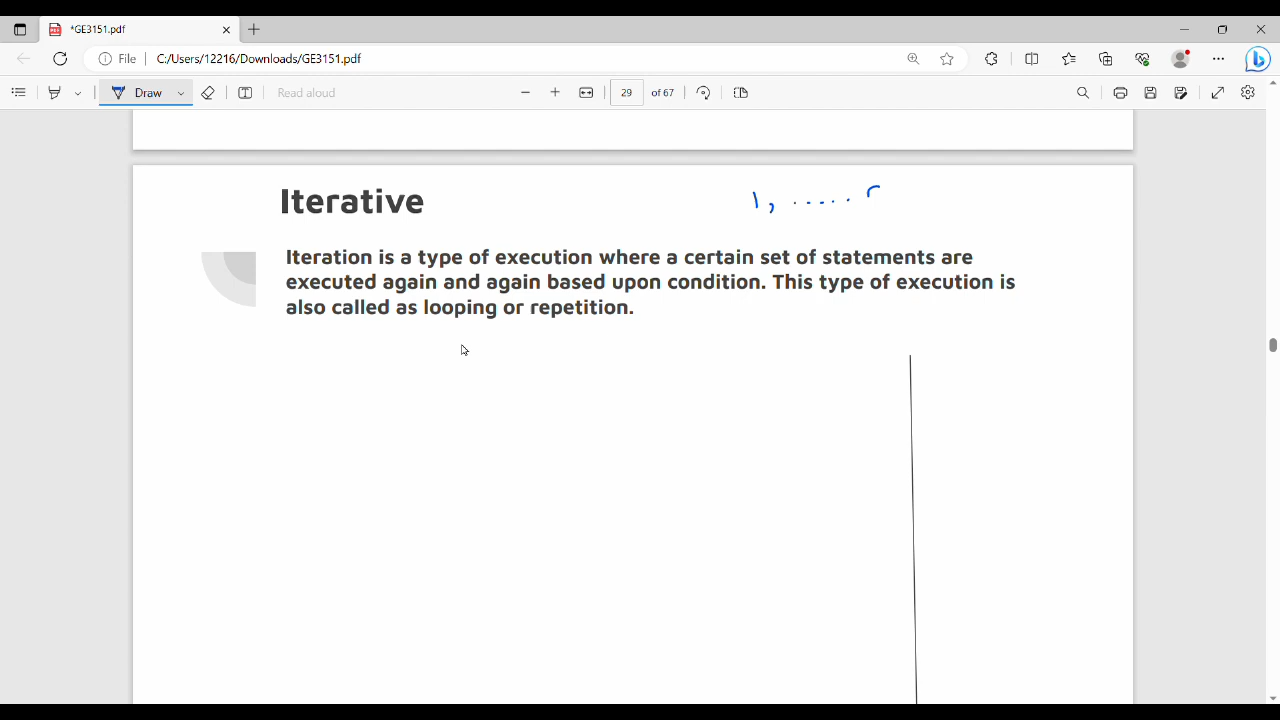 *GE3151.pdf
File C:/Users/12216/Downloads/GE3151.pdf
Draw Read aloud 29 of 67
Iterative
1, .....
Iteration is a type of execution where a certain set of statements are
executed again and again based upon condition. This type of execution is
also called as looping or repetition.